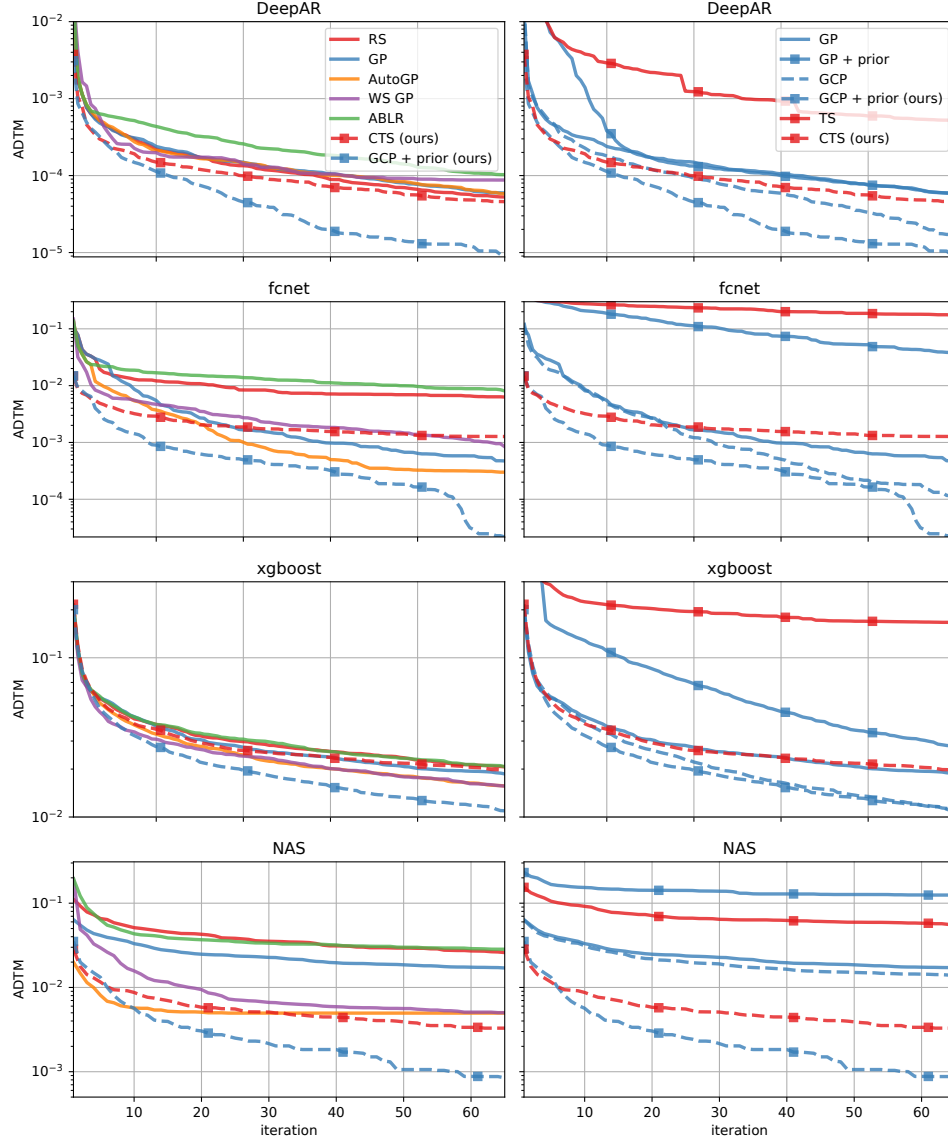 DeepAR
10⁻²
10⁻³
10⁻⁴
10⁻⁵
ADTM
RS
GP
AutoGP
WS GP
ABLR
CTS (ours)
GCP + prior (ours)
DeepAR
GP
GP + prior
GCP
GCP + prior (ours)
TS
CTS (ours)
fcnet
10⁻¹
10⁻²
10⁻³
10⁻⁴
ADTM
fcnet
xgboost
10⁻¹
10⁻²
ADTM
xgboost
NAS
10⁻¹
10⁻²
10⁻³
ADTM
10 20 30 40 50 60
iteration
NAS
10 20 30 40 50 60
iteration